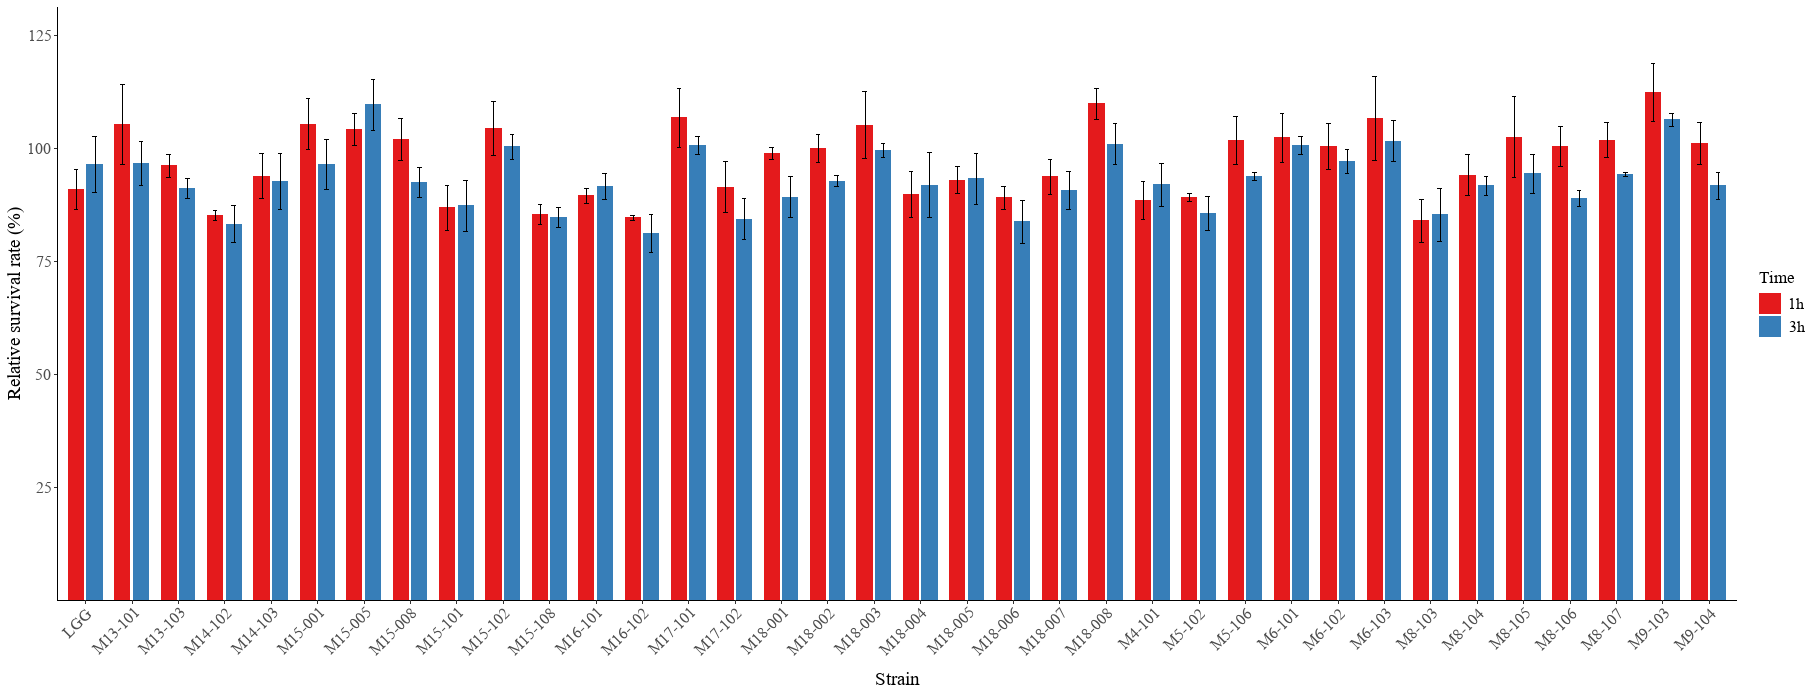 Relative survival rate (%)
125
100
75
50
25
LGG
M13-101
M13-103
M14-102
M14-103
M15-001
M15-005
M15-008
M15-101
M15-102
M15-108
M16-101
M16-102
M17-101
M17-102
M18-001
M18-002
M18-003
M18-004
M18-005
M18-006
M18-007
M18-008
M4-101
M5-102
M5-106
M6-101
M6-102
M6-103
M8-103
M8-104
M8-105
M8-106
M8-107
M9-103
M9-104
Strain
Time
1h
3h